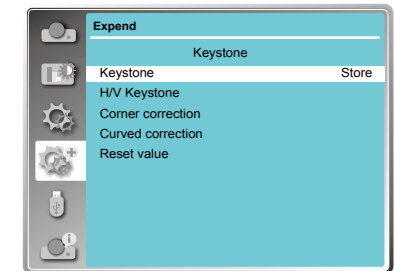 Expend
Keystone
Keystone Store
H/V Keystone
Corner correction
Curved correction
Reset value